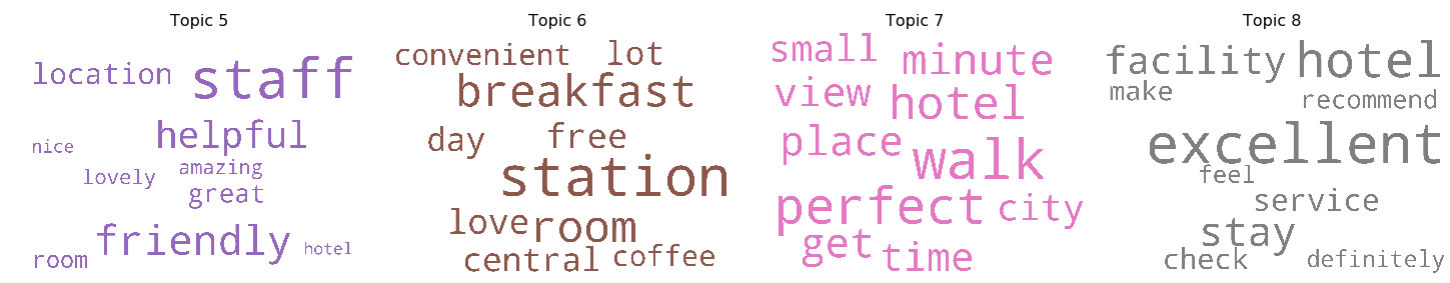 Topic 5
location staff
helpful
nice
amazing
lovely
great
friendly
hotel
room
Topic 6
convenient lot
breakfast
day free
station
love room
central coffee
Topic 7
small minute
view hotel
place
walk
perfect city
get time
Topic 8
facility hotel
make
recommend
excellent
feel
service
stay
check definitely